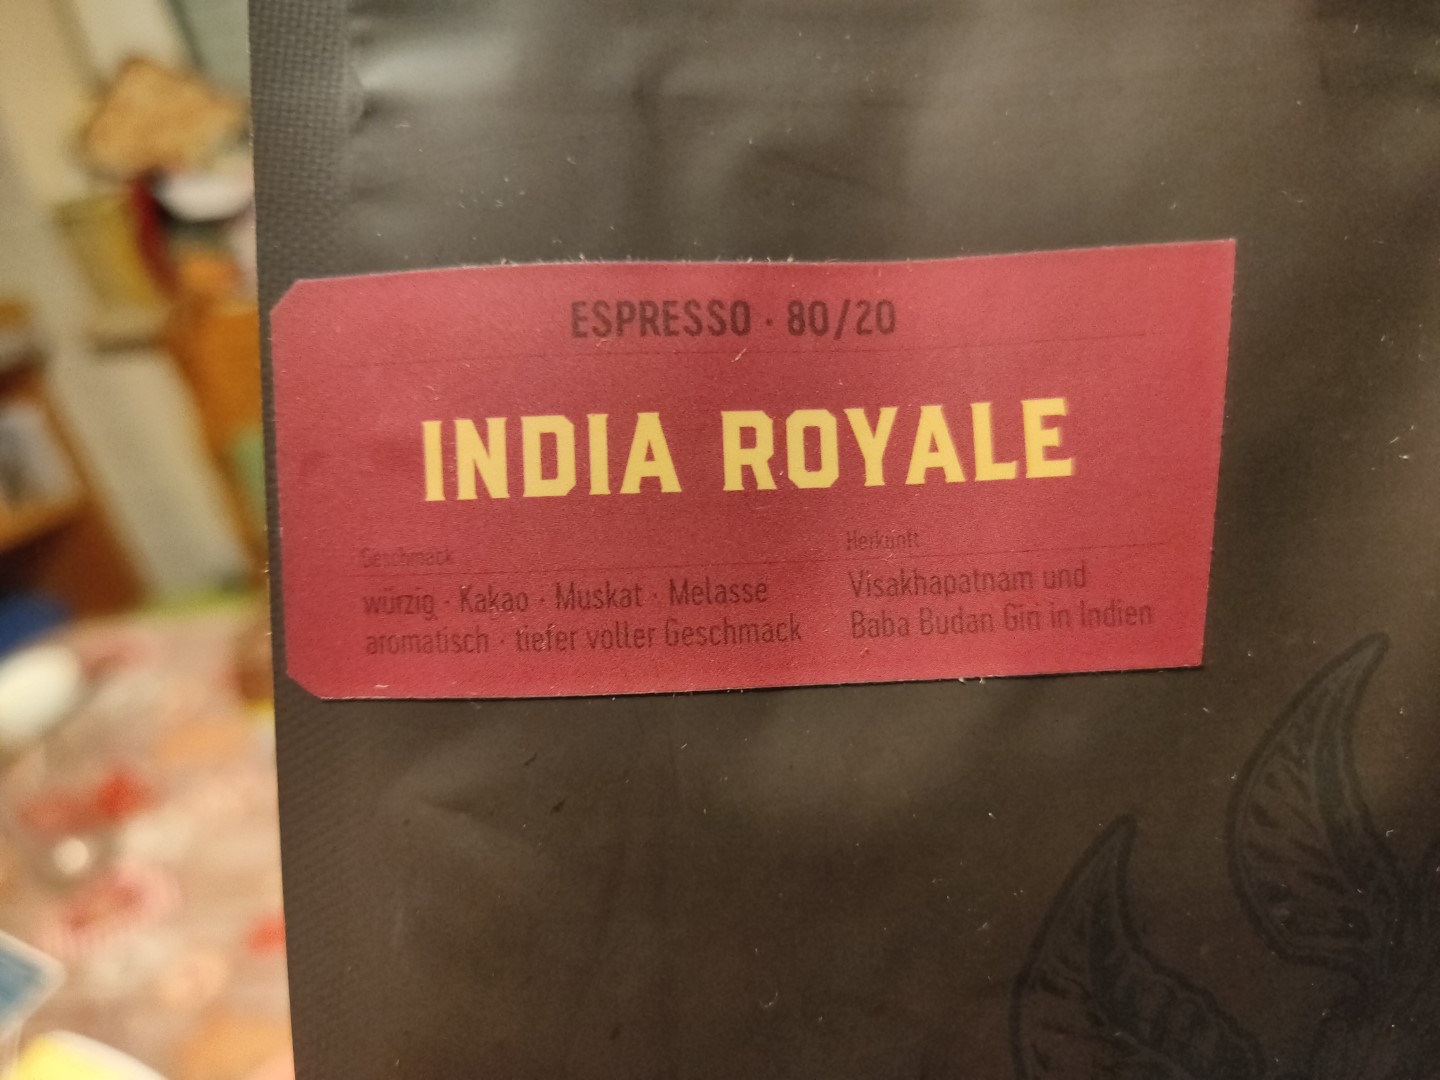 ESPRESSO · 80/20
INDIA ROYALE
Geschmack
würzig · Kakao · Muskat · Melasse
aromatisch · tiefer voller Geschmack
Herkunft
Visakhapatnam und
Baba Budan Giri in Indien